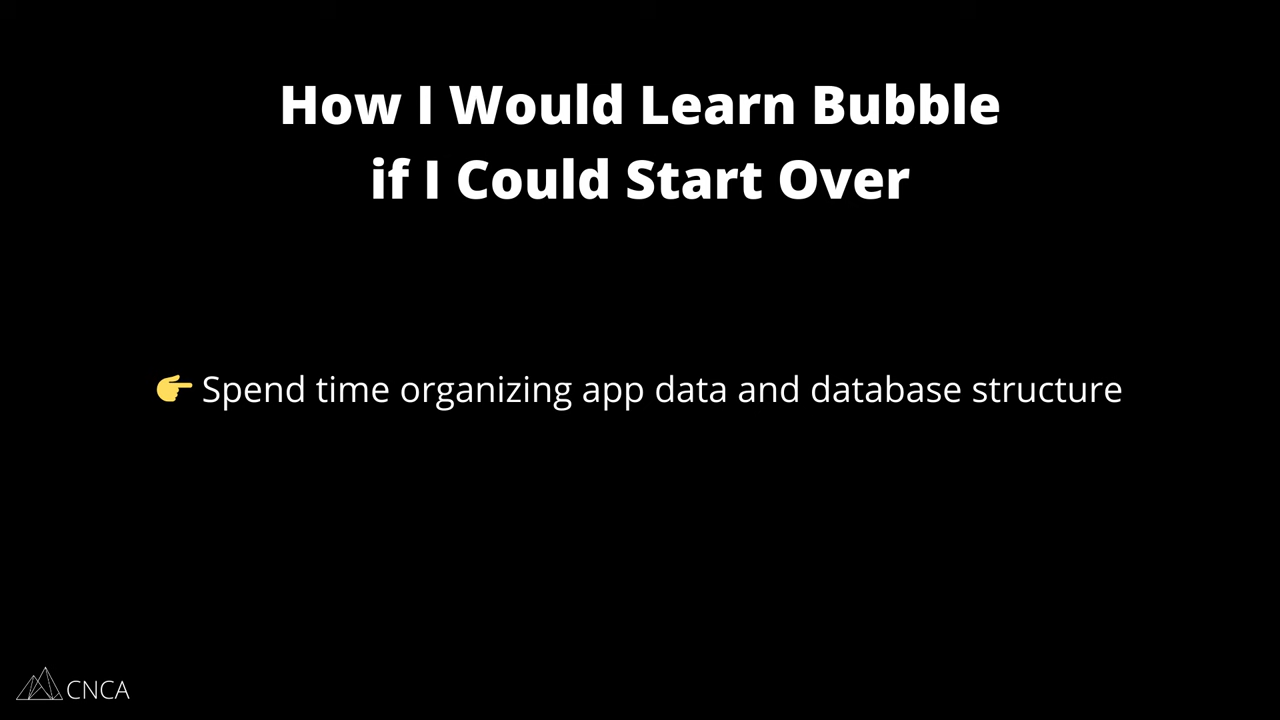 How I Would Learn Bubble
if I Could Start Over
👉 Spend time organizing app data and database structure
CNCA